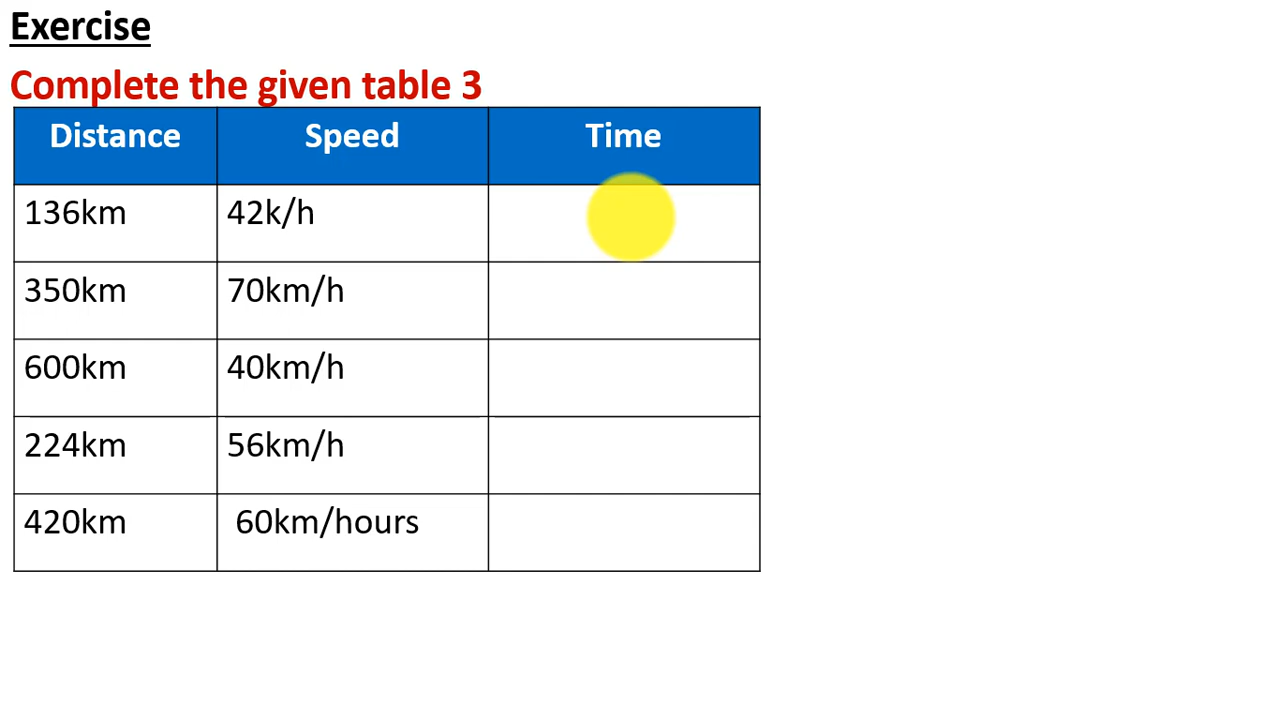 Exercise
Complete the given table 3
Distance Speed Time
136km 42k/h
350km 70km/h
600km 40km/h
224km 56km/h
420km 60km/hours